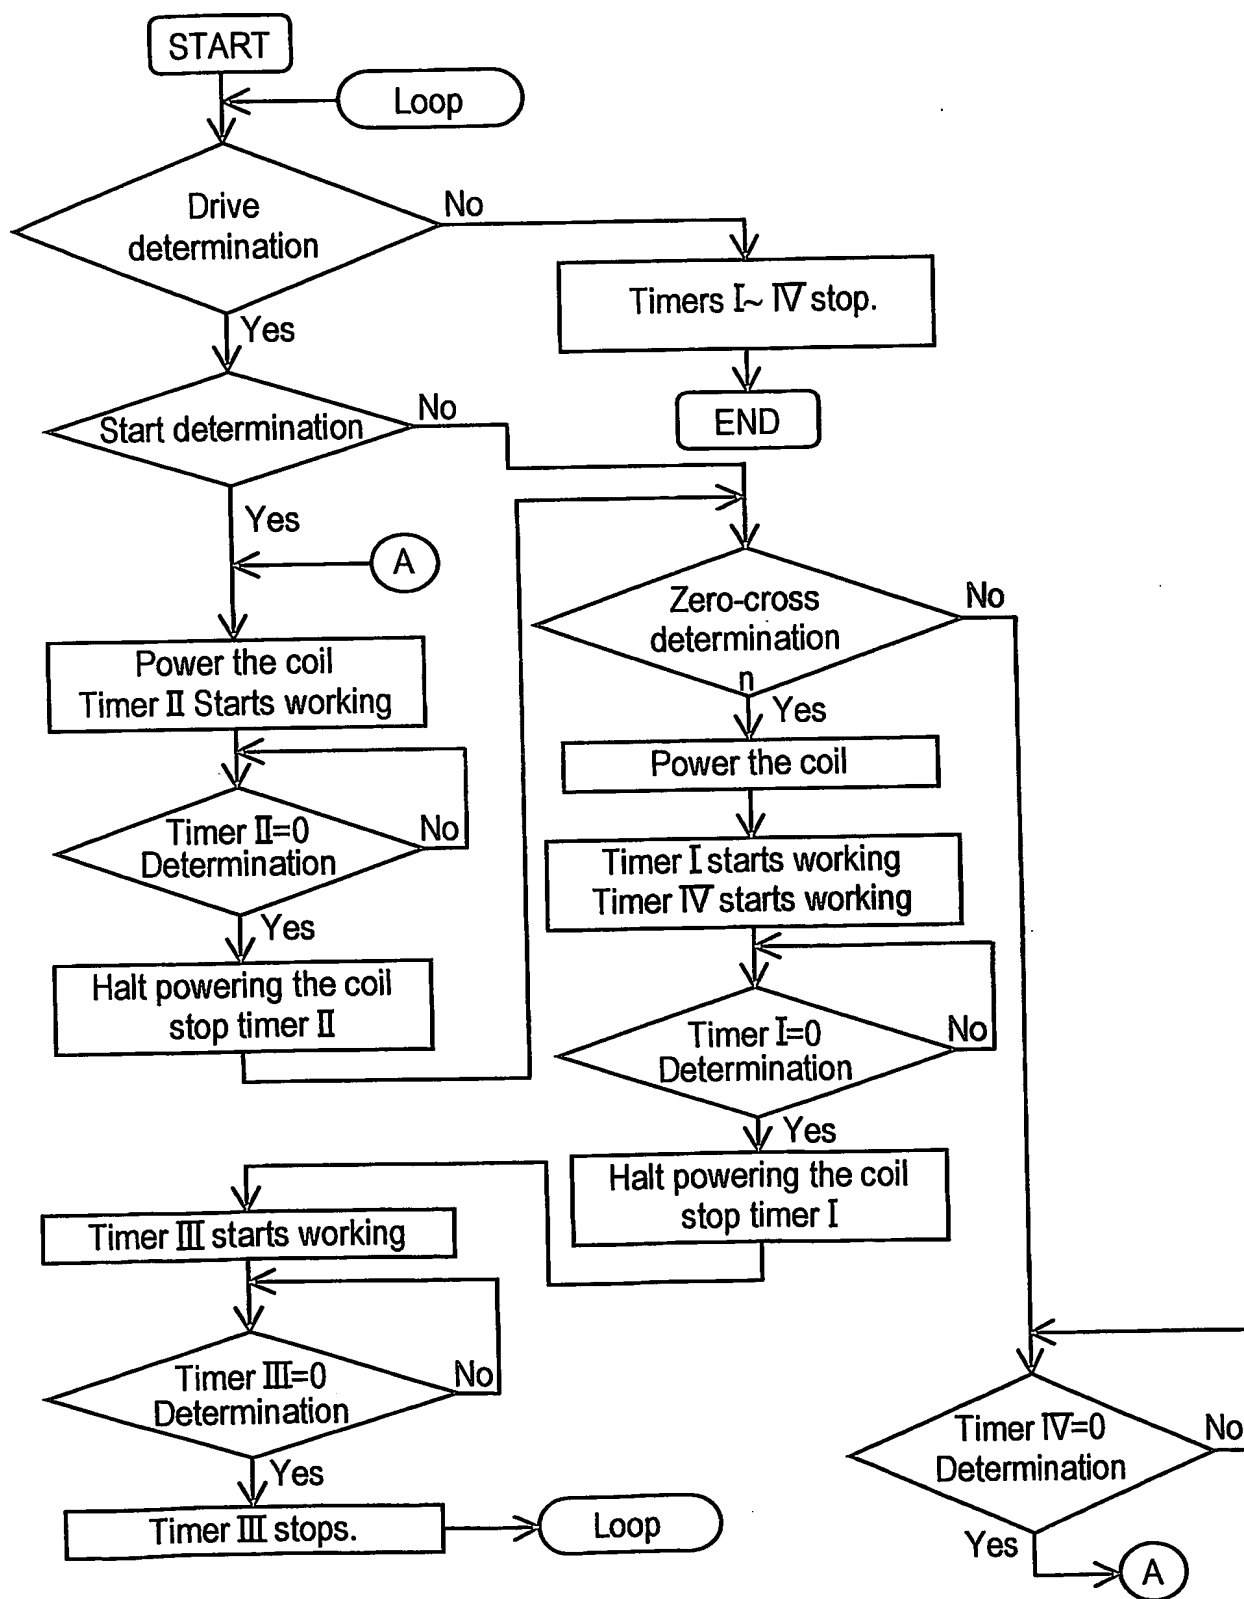 START
Loop
Drive
determination
No
Yes
Timers Ⅰ~ Ⅳ stop.
END
Start determination
No
Yes
A
Power the coil
Timer Ⅱ Starts working
Timer Ⅱ=0
Determination
No
Yes
Halt powering the coil
stop timer Ⅱ
Zero-cross
determination
n
No
Yes
Power the coil
Timer Ⅰ starts working
Timer Ⅳ starts working
Timer Ⅰ=0
Determination
No
Yes
Halt powering the coil
stop timer Ⅰ
Timer Ⅲ starts working
Timer Ⅲ=0
Determination
No
Yes
Timer Ⅲ stops.
Loop
Timer Ⅳ=0
Determination
No
Yes
A